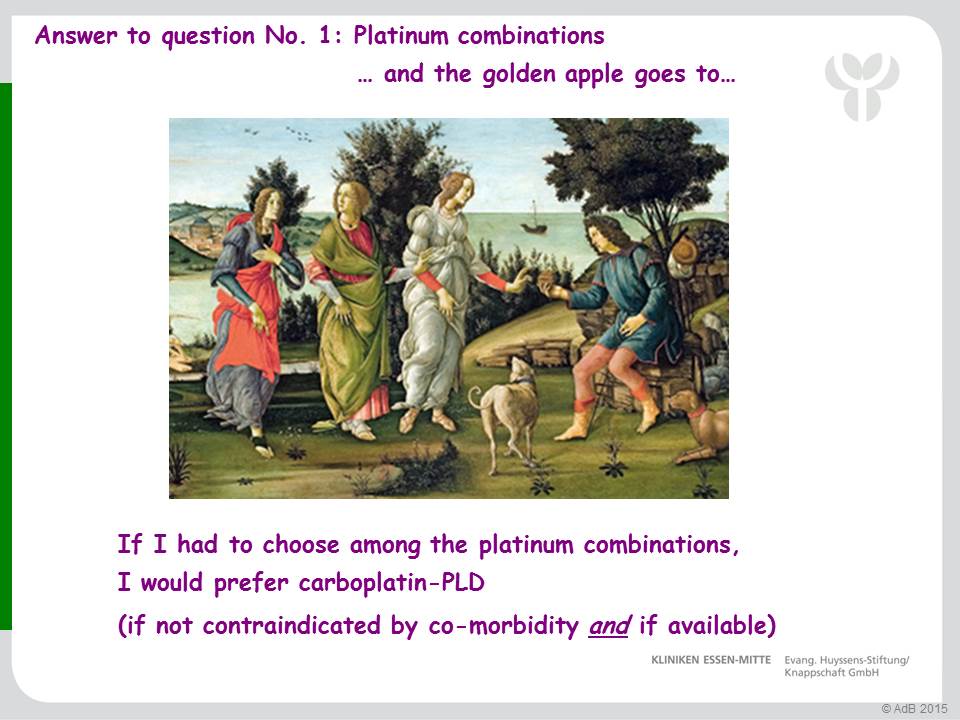 Answer to question No. 1: Platinum combinations
… and the golden apple goes to…
If I had to choose among the platinum combinations,
I would prefer carboplatin-PLD
(if not contraindicated by co-morbidity and if available)
KLINIKEN ESSEN-MITTE Evang. Huyssens-Stiftung/
Knappschaft GmbH
© AdB 2015